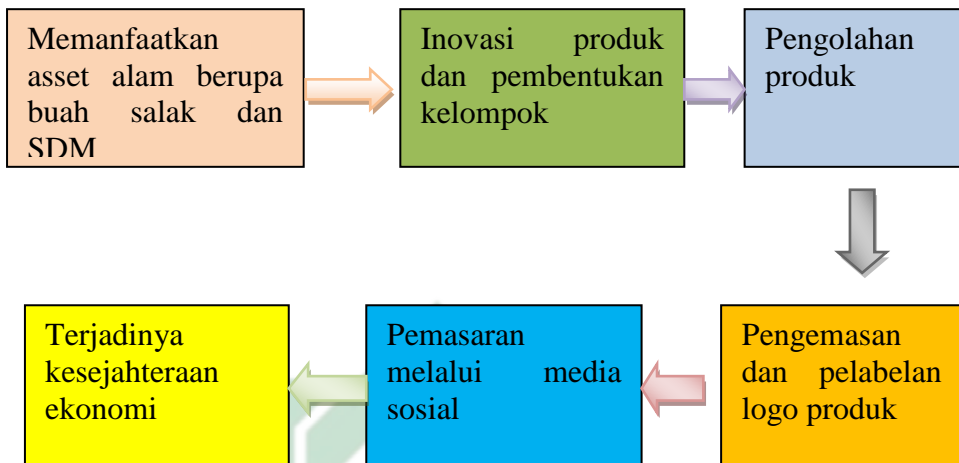 Memanfaatkan
asset alam berupa
buah salak dan
SDM
Inovasi produk
dan pembentukan
kelompok
Pengolahan
produk
Pengemasan
dan pelabelan
logo produk
Pemasaran
melalui media
sosial
Terjadinya
kesejahteraan
ekonomi